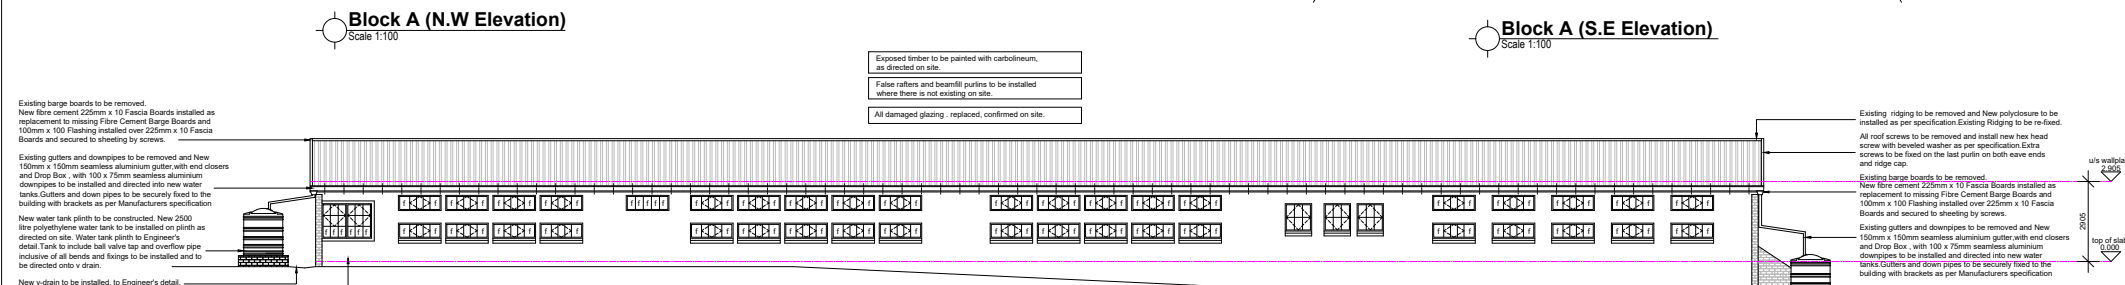 Block A (N.W Elevation)
Scale 1:100
Block A (S.E Elevation)
Scale 1:100
Exposed timber to be painted with carbolineum,
as directed on site.
False rafters and beamfill purlins to be installed
where there is not existing on site.
All damaged glazing . replaced, confirmed on site.
Existing barge boards to be removed.
New fibre cement 225mm x 10 Fascia Boards installed as
replacement to missing Fibre Cement Barge Boards and
100mm x 100 Flashing installed over 225mm x 10 Fascia
Boards and secured to sheeting by screws.
Existing gutters and downpipes to be removed and New
150mm x 150mm seamless aluminium gutter,with end closers
and Drop Box , with 100 x 75mm seamless aluminium
downpipes to be installed and directed into new water
tanks.Gutters and down pipes to be securely fixed to the
building with brackets as per Manufacturers specification
New water tank plinth to be constructed. New 2500
litre polyethylene water tank to be installed on plinth as
directed on site. Water tank plinth to Engineer's
detail.Tank to include ball valve tap and overflow pipe
inclusive of all bends and fixings to be installed and to
be directed onto v drain.
New v-drain to be installed, to Engineer's detail.
f f f f f f f f
f f f f f
f f f f f f f f f f
f f f f f f f f f f
f f f f f f f f f f
f f f f f f
f f f f f f f f
f f f f f f f f f f
f f f f f f f f f f
f f f f f f f f f f
Existing ridging to be removed and New polyclosure to be
installed as per specification.Existing Ridging to be re-fixed.
All roof screws to be removed and install new hex head
screw with beveled washer as per specification.Extra
screws to be fixed on the last purlin on both eave ends
and ridge cap.
Existing barge boards to be removed.
New fibre cement 225mm x 10 Fascia Boards installed as
replacement to missing Fibre Cement Barge Boards and
100mm x 100 Flashing installed over 225mm x 10 Fascia
Boards and secured to sheeting by screws.
Existing gutters and downpipes to be removed and New
150mm x 150mm seamless aluminium gutter,with end closers
and Drop Box , with 100 x 75mm seamless aluminium
downpipes to be installed and directed into new water
tanks.Gutters and down pipes to be securely fixed to the
building with brackets as per Manufacturers specification
u/s wallpla
2.905
2905
top of slab
0.000